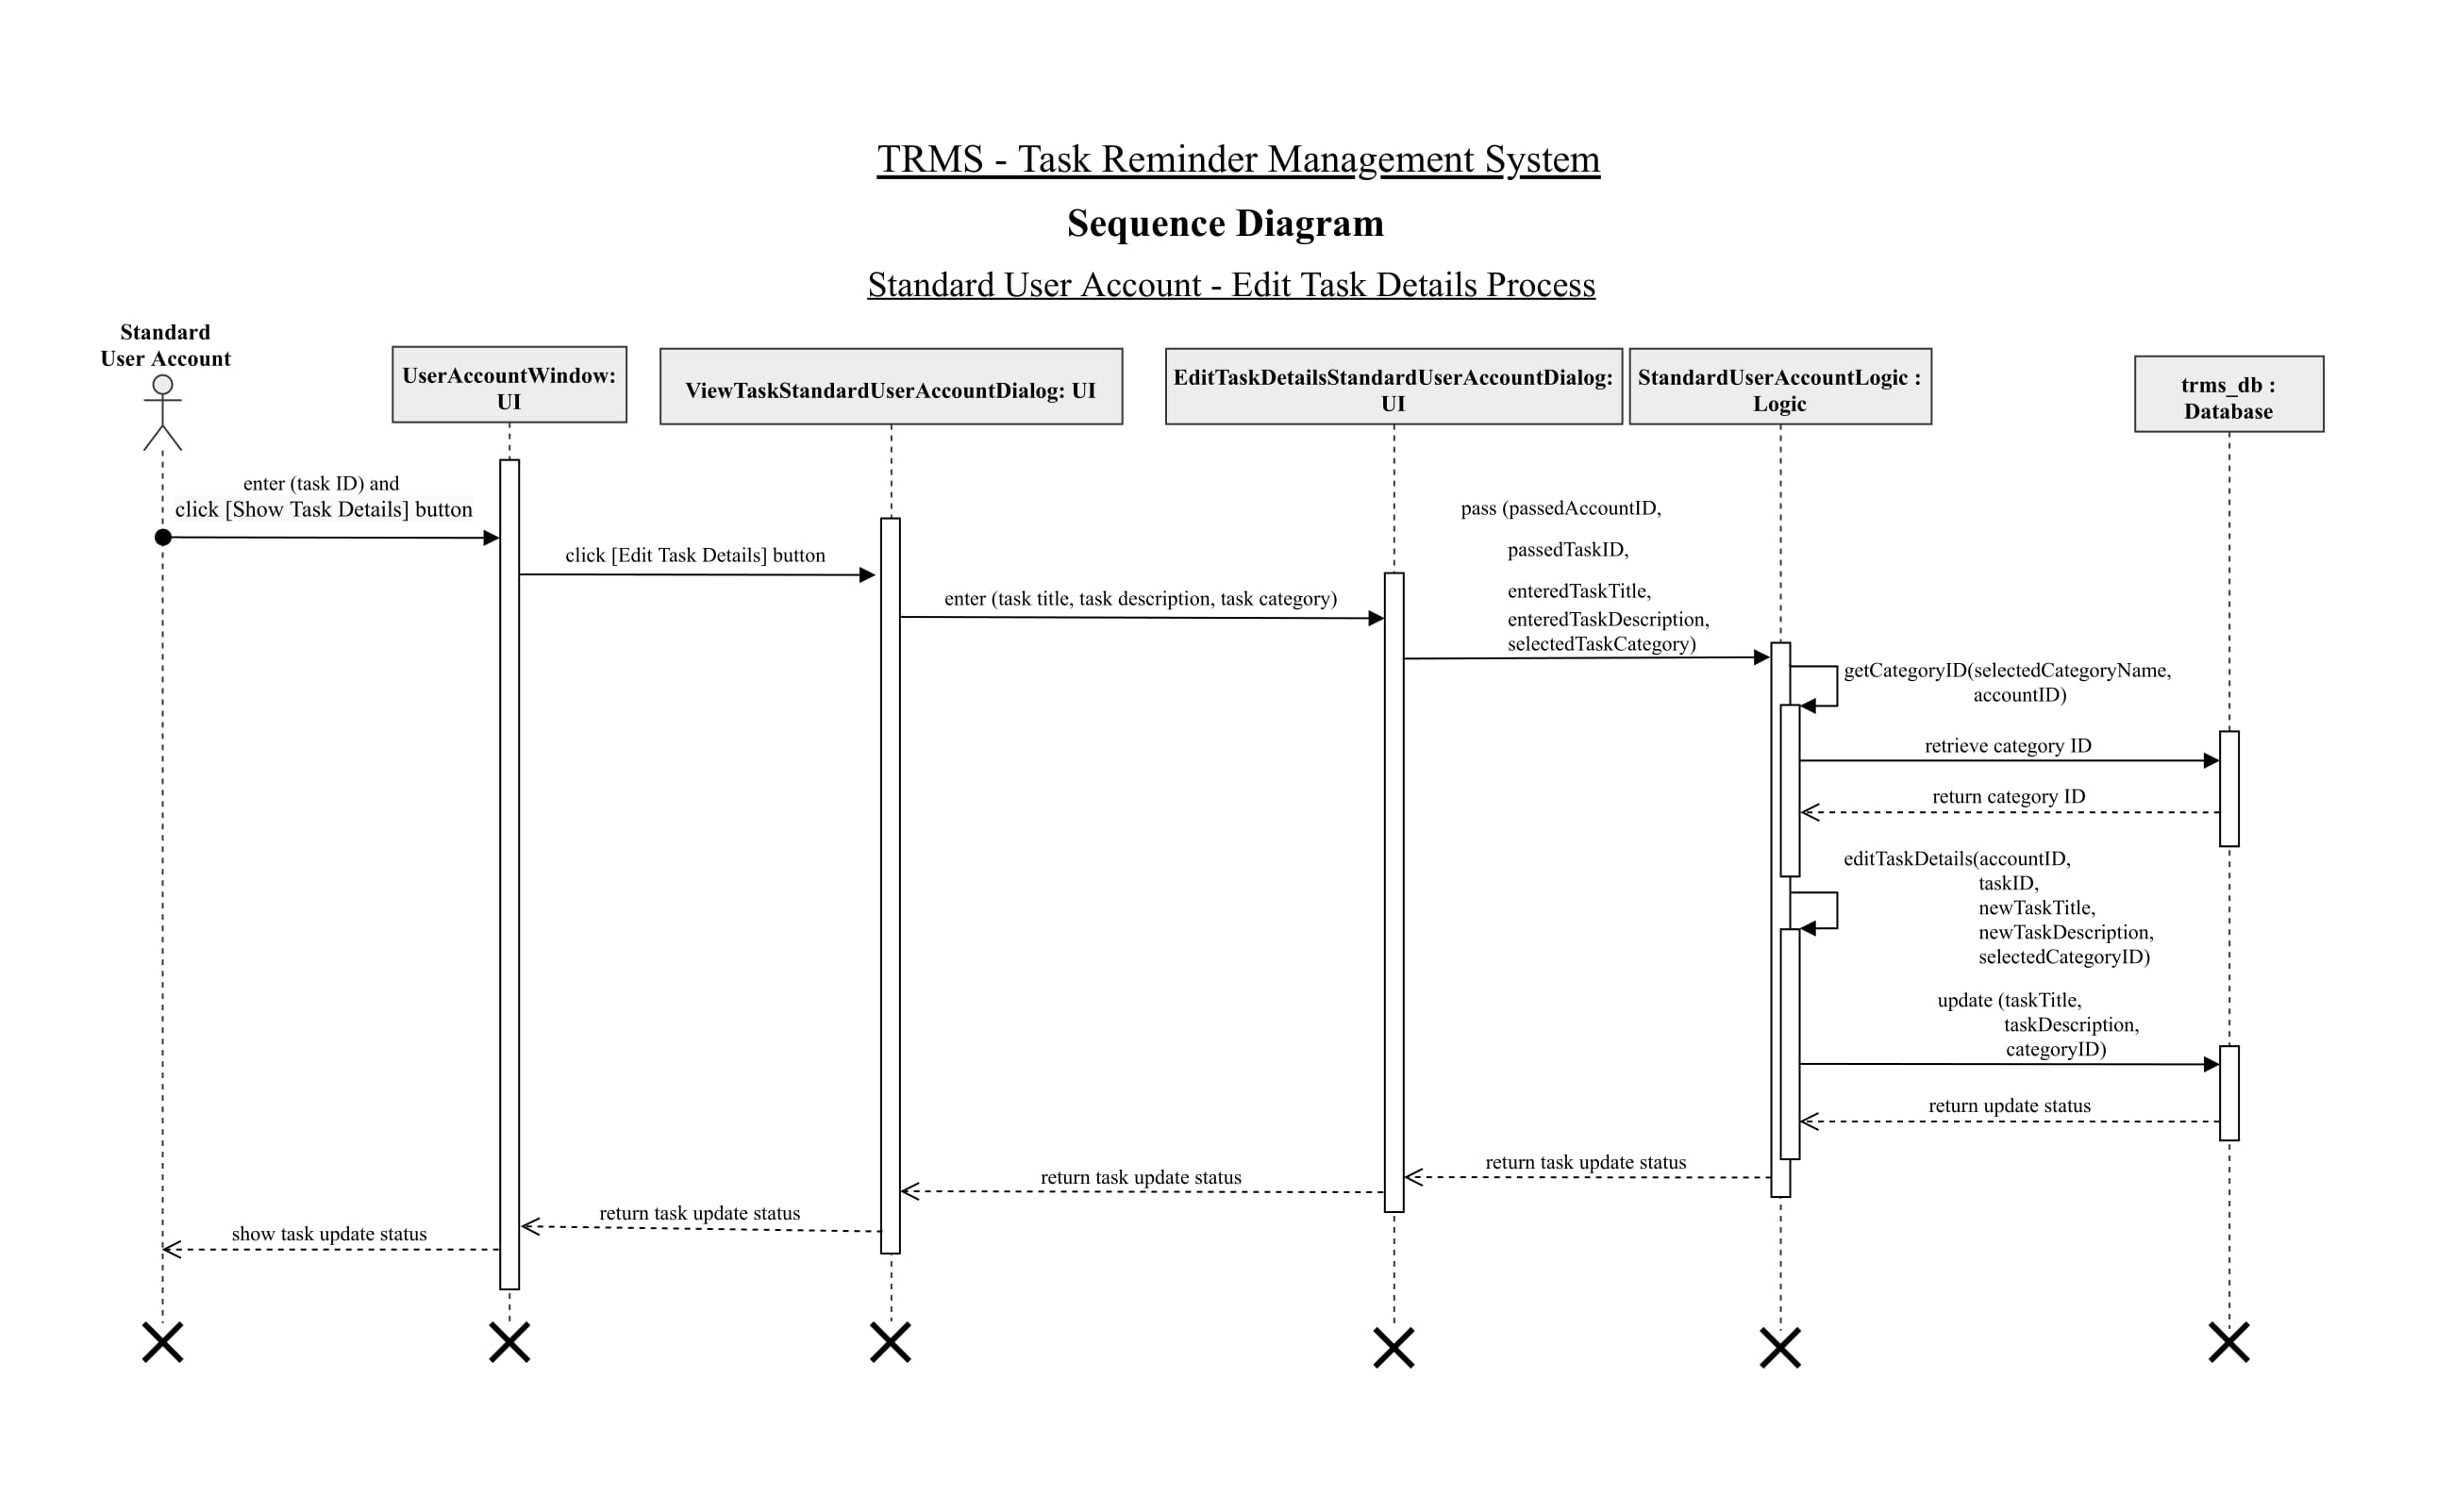 TRMS - Task Reminder Management System
Sequence Diagram
Standard User Account - Edit Task Details Process
Standard
User Account
UserAccountWindow:
UI
ViewTaskStandardUserAccountDialog: UI
EditTaskDetailsStandardUserAccountDialog:
UI
StandardUserAccountLogic :
Logic
trms_db :
Database
enter (task ID) and
click [Show Task Details] button
click [Edit Task Details] button
enter (task title, task description, task category)
pass (passedAccountID,
passedTaskID,
enteredTaskTitle,
enteredTaskDescription,
selectedTaskCategory)
getCategoryID(selectedCategoryName,
accountID)
retrieve category ID
return category ID
editTaskDetails(accountID,
taskID,
newTaskTitle,
newTaskDescription,
selectedCategoryID)
update (taskTitle,
taskDescription,
categoryID)
return update status
return task update status
return task update status
return task update status
show task update status